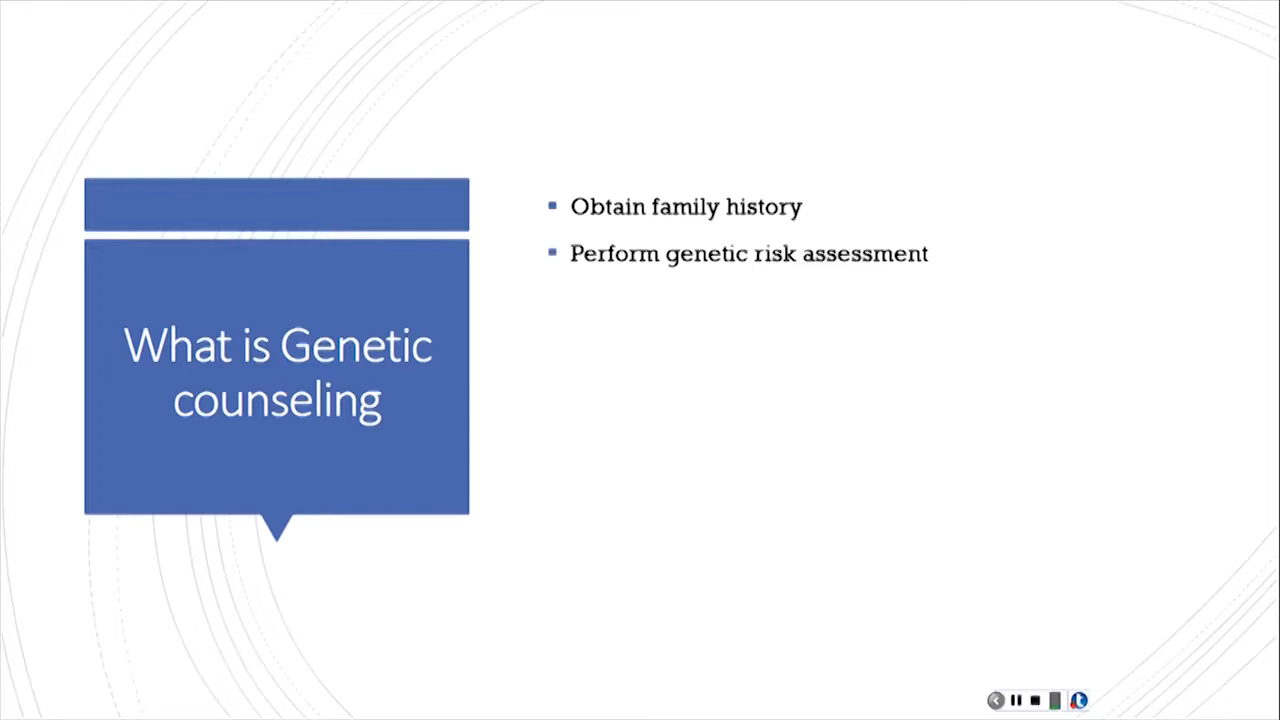 What is Genetic
counseling
Obtain family history
Perform genetic risk assessment